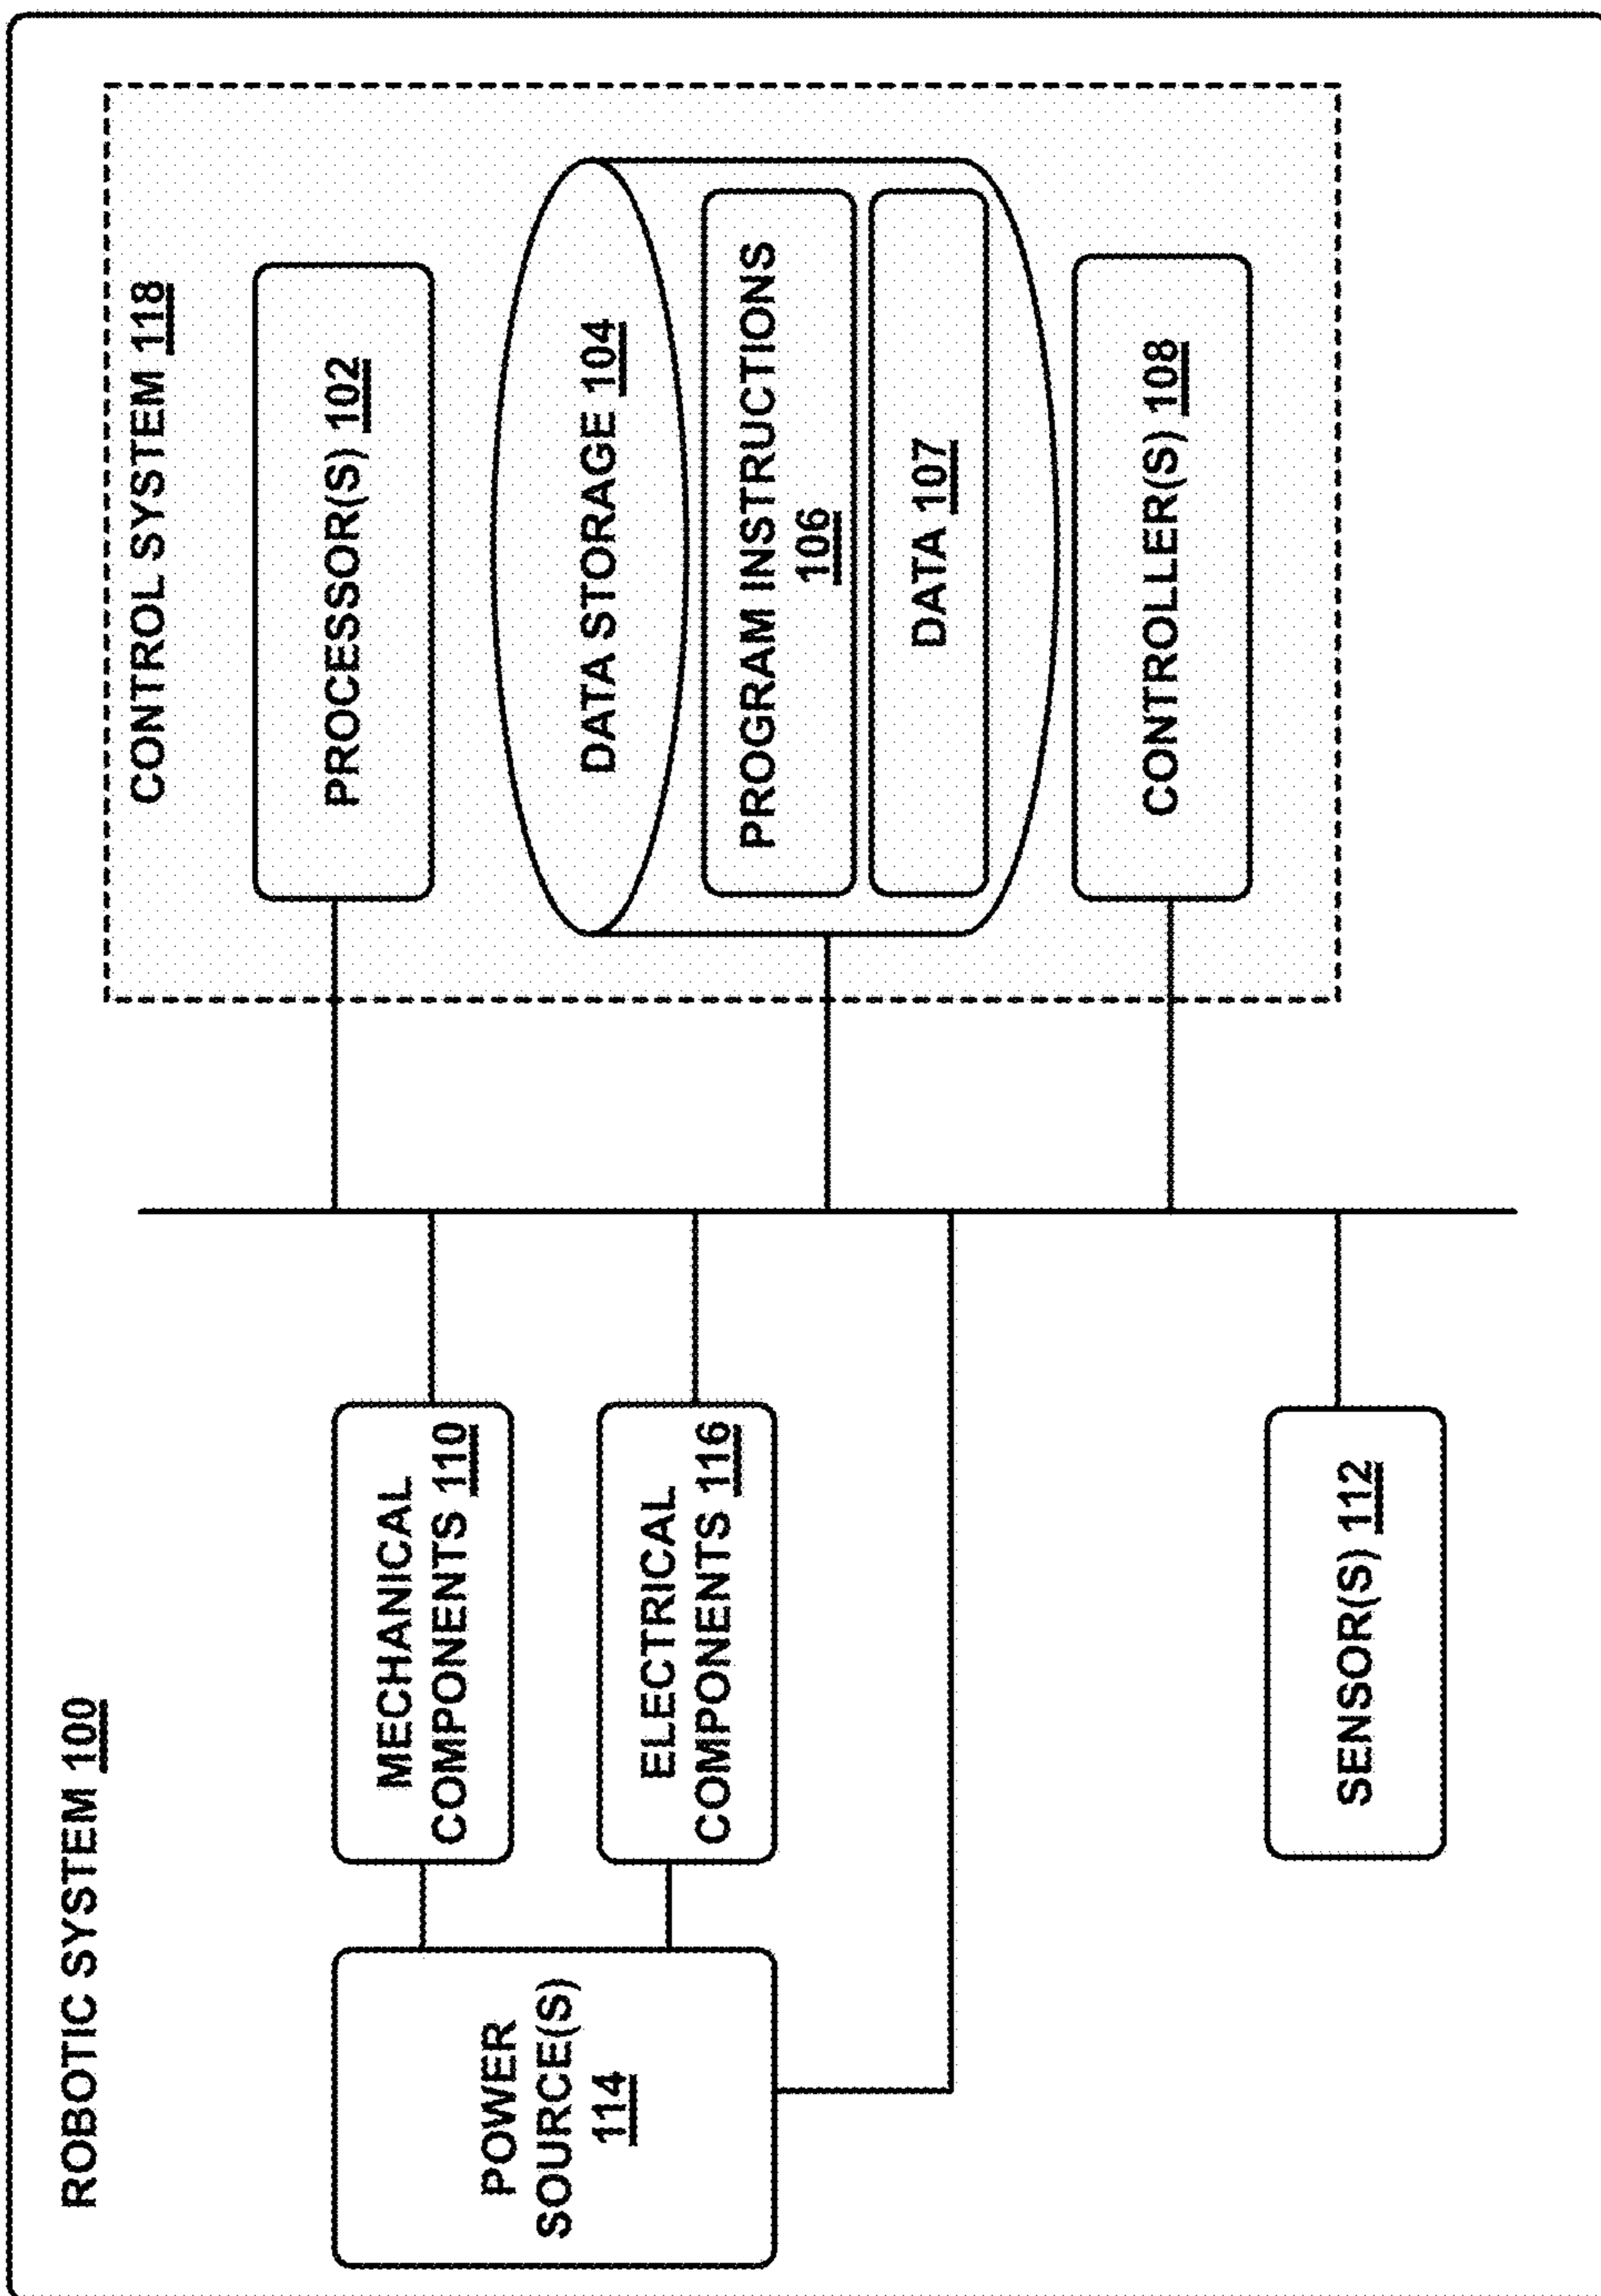 ROBOTIC SYSTEM 100
POWER
SOURCE(S)
114
MECHANICAL
COMPONENTS 110
ELECTRICAL
COMPONENTS 116
SENSOR(S) 112
CONTROL SYSTEM 118
PROCESSOR(S) 102
DATA STORAGE 104
PROGRAM INSTRUCTIONS
106
DATA 107
CONTROLLER(S) 108